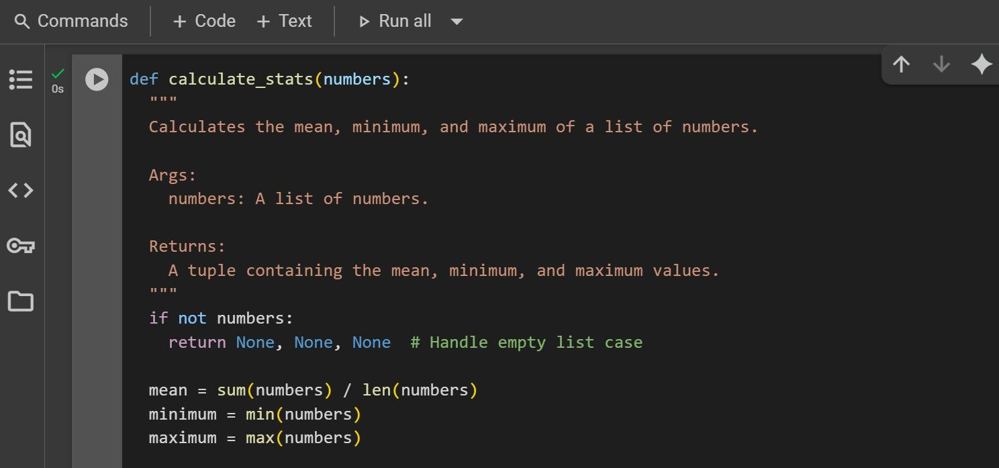 Commands + Code + Text Run all
0s
def calculate_stats(numbers):
  """
  Calculates the mean, minimum, and maximum of a list of numbers.

  Args:
    numbers: A list of numbers.

  Returns:
    A tuple containing the mean, minimum, and maximum values.
  """
  if not numbers:
    return None, None, None  # Handle empty list case

  mean = sum(numbers) / len(numbers)
  minimum = min(numbers)
  maximum = max(numbers)